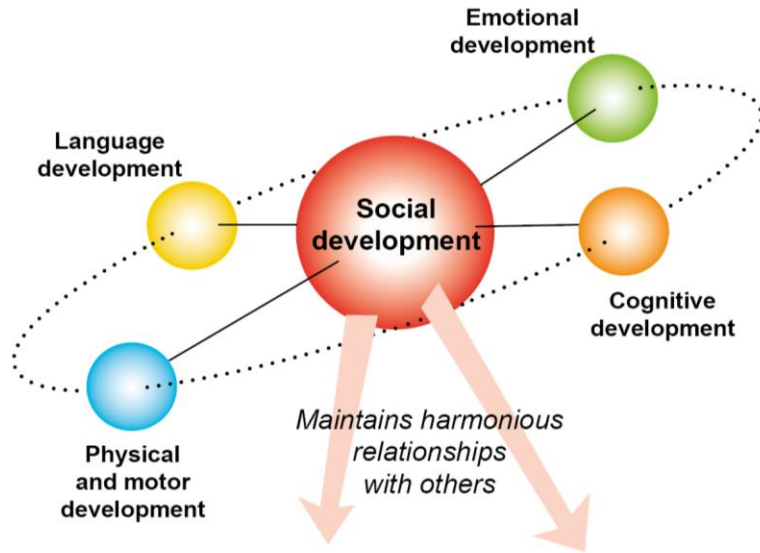 Emotional
development
Language
development
Social
development
Cognitive
development
Physical
and motor
development
Maintains harmonious
relationships
with others